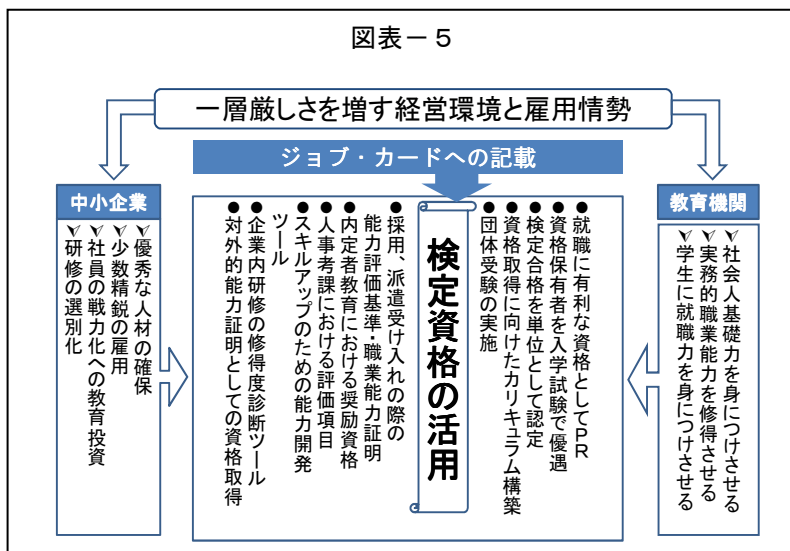 図表－５
一層厳しさを増す経営環境と雇用情勢
ジョブ・カードへの記載
教育機関
➢社会人基礎力を身につけさせる
➢実務的職業能力を修得させる
➢学生に就職力を身につけさせる
●就職に有利な資格としてＰＲ
●資格保有者を入学試験で優遇
●検定合格を単位として認定
●資格取得に向けたカリキュラム構築
●団体受験の実施
検定資格の活用
●採用、派遣受け入れの際の
能力評価基準・職業能力証明
●内定者教育における奨励資格
●人事考課における評価項目
●スキルアップのための能力開発
ツール
●企業内研修の修得度診断ツール
●対外的能力証明としての資格取得
中小企業
➢優秀な人材の確保
➢少数精鋭の雇用
➢社員の戦力化への教育投資
➢研修の選別化